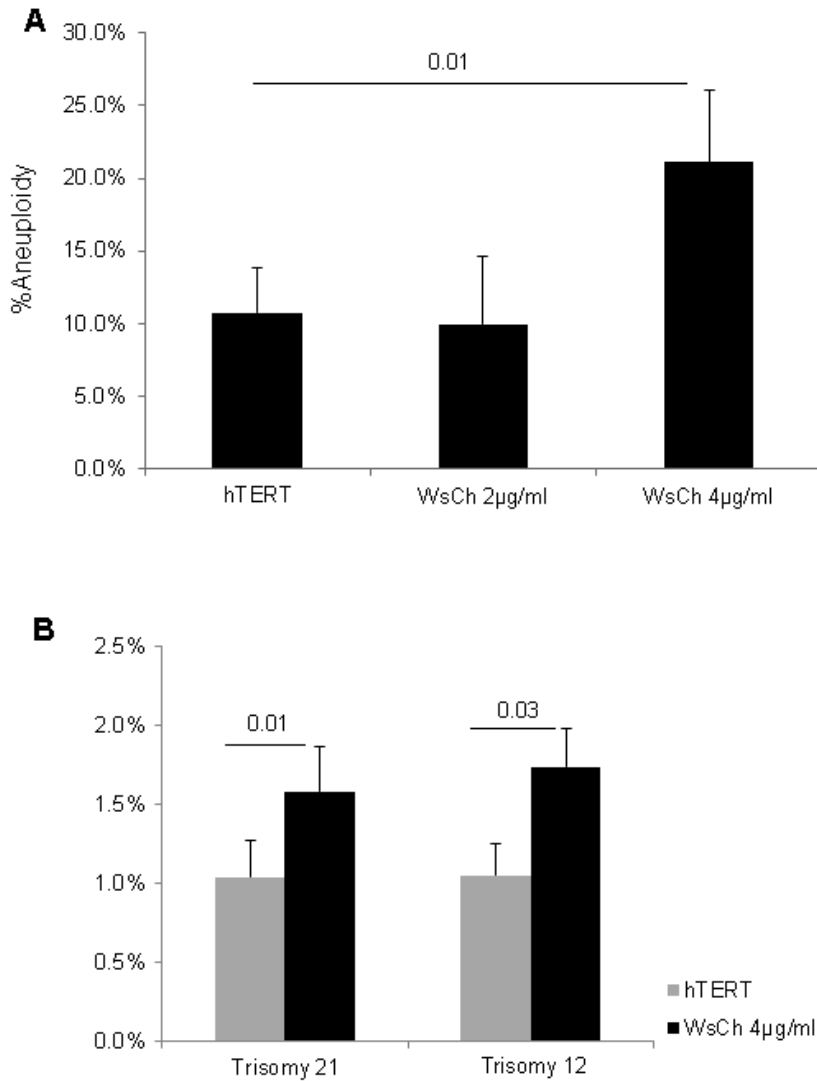 A
30.0%
0.01
25.0%
20.0%
%Aneuploidy
15.0%
10.0%
5.0%
0.0%
hTERT WsCh 2µg/ml WsCh 4µg/ml
B
2.5%
2.0%
0.01 0.03
1.5%
1.0%
0.5%
hTERT
0.0%
WsCh 4µg/ml
Trisomy 21 Trisomy 12